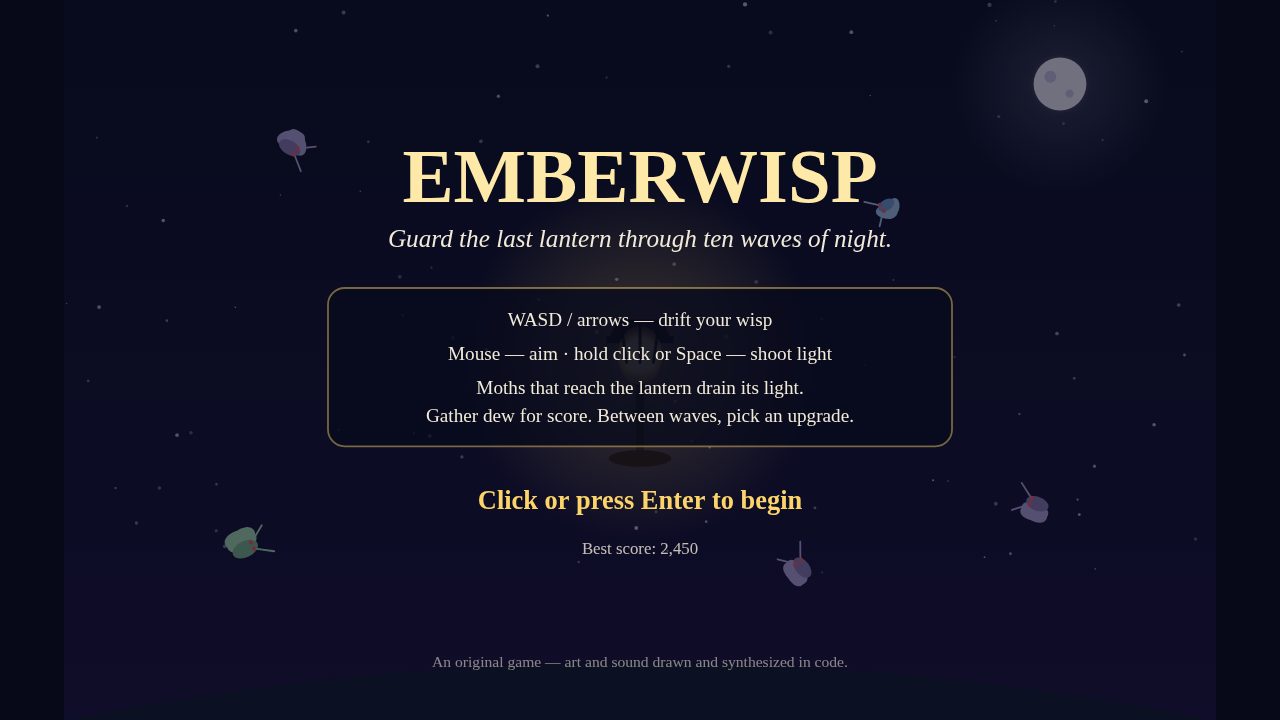 EMBERWISP
Guard the last lantern through ten waves of night.
WASD / arrows — drift your wisp
Mouse — aim · hold click or Space — shoot light
Moths that reach the lantern drain its light.
Gather dew for score. Between waves, pick an upgrade.
Click or press Enter to begin
Best score: 2,450
An original game — art and sound drawn and synthesized in code.